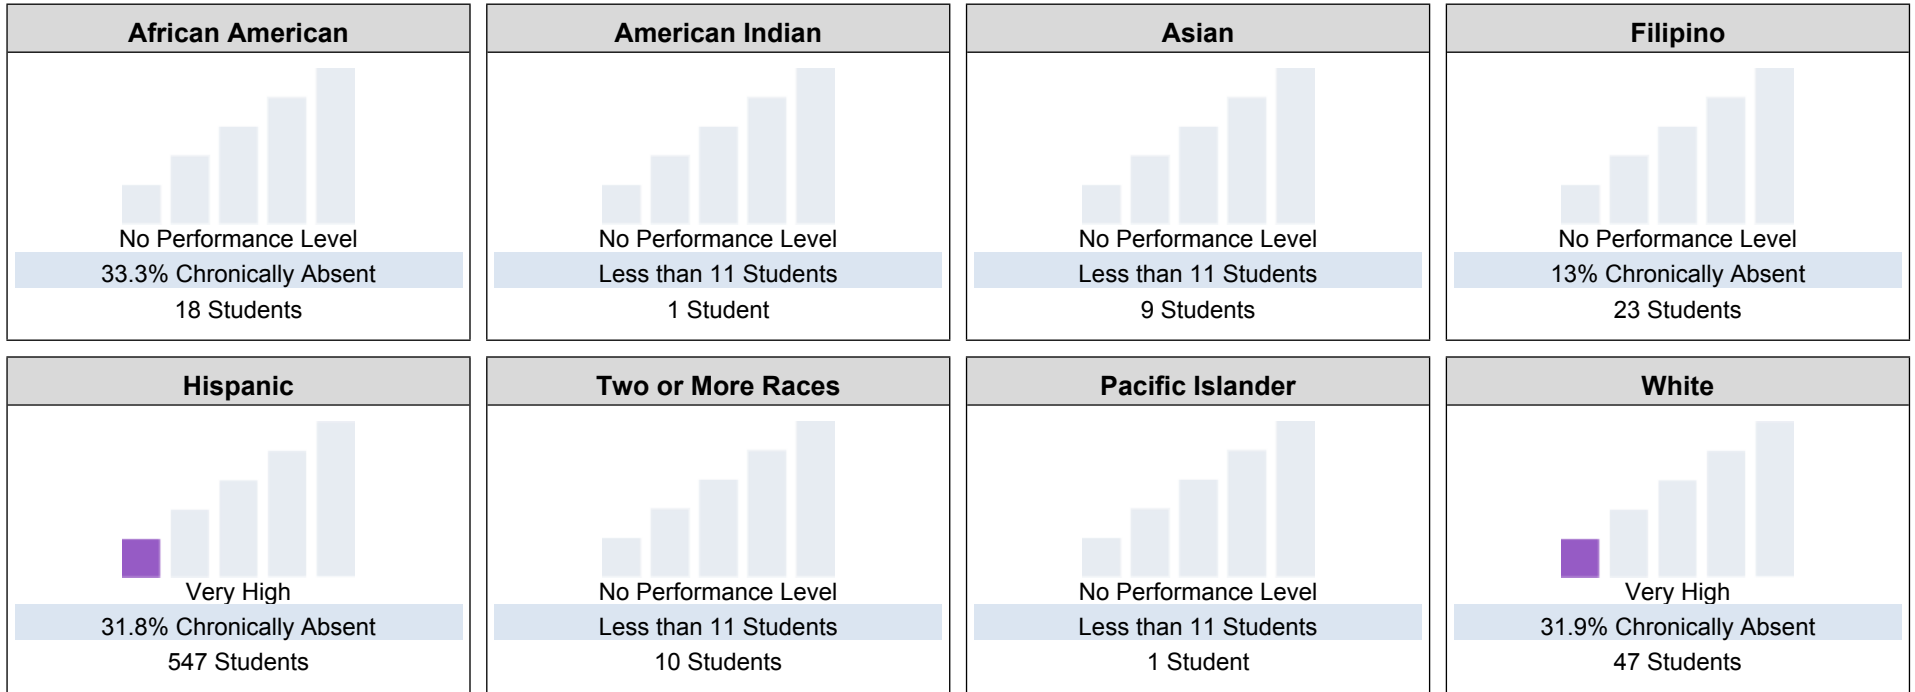 African American
No Performance Level
33.3% Chronically Absent
18 Students
American Indian
No Performance Level
Less than 11 Students
1 Student
Asian
No Performance Level
Less than 11 Students
9 Students
Filipino
No Performance Level
13% Chronically Absent
23 Students
Hispanic
Very High
31.8% Chronically Absent
547 Students
Two or More Races
No Performance Level
Less than 11 Students
10 Students
Pacific Islander
No Performance Level
Less than 11 Students
1 Student
White
Very High
31.9% Chronically Absent
47 Students